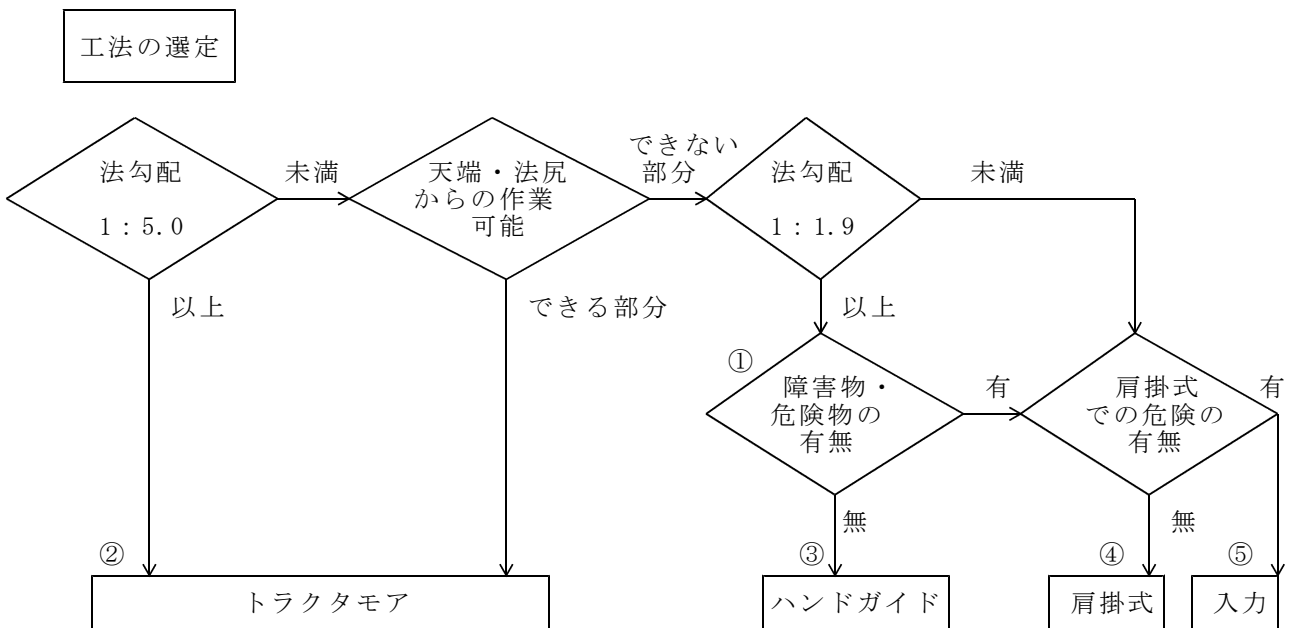 工法の選定
法勾配
1：5.0
未満
以上
天端・法尻
からの作業
可能
できない
部分
できる部分
法勾配
1：1.9
未満
以上
①
障害物・
危険物の
有無
有
無
肩掛式
での危険の
有無
有
無
②
トラクタモア
③
ハンドガイド
④
肩掛式
⑤
入力